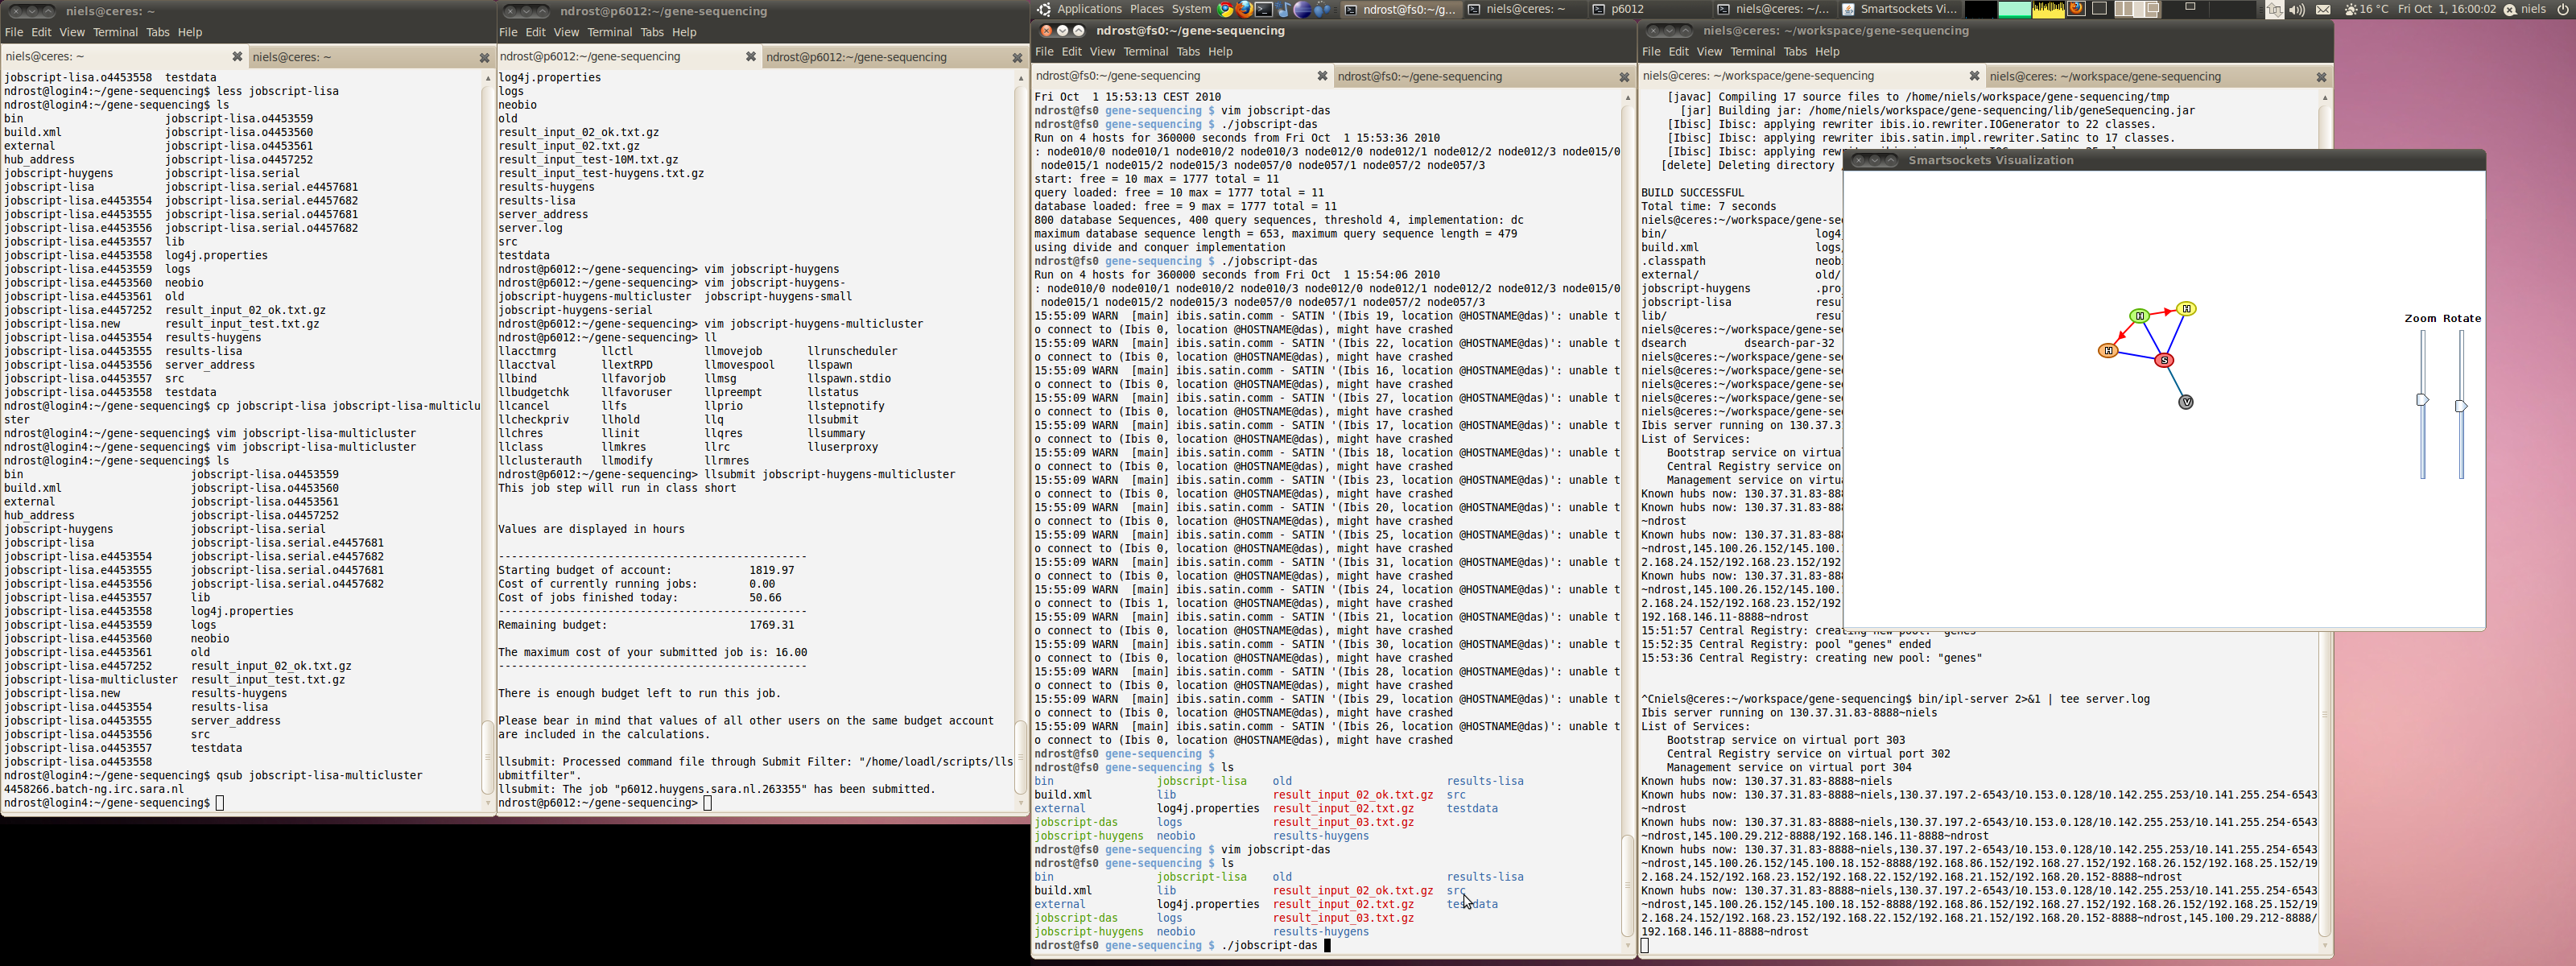 niels@ceres: ~
File Edit View Terminal Tabs Help
niels@ceres: ~ niels@ceres: ~
jobscript-lisa.o4453558  testdata
ndrost@login4:~/gene-sequencing$ less jobscript-lisa
ndrost@login4:~/gene-sequencing$ ls
bin                      jobscript-lisa.o4453559
build.xml                jobscript-lisa.o4453560
external                 jobscript-lisa.o4453561
hub_address              jobscript-lisa.o4457252
jobscript-huygens        jobscript-lisa.serial
jobscript-lisa           jobscript-lisa.serial.e4457681
jobscript-lisa.e4453554  jobscript-lisa.serial.e4457682
jobscript-lisa.e4453555  jobscript-lisa.serial.o4457681
jobscript-lisa.e4453556  jobscript-lisa.serial.o4457682
jobscript-lisa.e4453557  lib
jobscript-lisa.e4453558  log4j.properties
jobscript-lisa.e4453559  logs
jobscript-lisa.e4453560  neobio
jobscript-lisa.e4453561  old
jobscript-lisa.e4457252  result_input_02_ok.txt.gz
jobscript-lisa.new       result_input_test.txt.gz
jobscript-lisa.o4453554  results-huygens
jobscript-lisa.o4453555  results-lisa
jobscript-lisa.o4453556  server_address
jobscript-lisa.o4453557  src
jobscript-lisa.o4453558  testdata
ndrost@login4:~/gene-sequencing$ cp jobscript-lisa jobscript-lisa-multiclu
ster
ndrost@login4:~/gene-sequencing$ vim jobscript-lisa-multicluster
ndrost@login4:~/gene-sequencing$ vim jobscript-lisa-multicluster
ndrost@login4:~/gene-sequencing$ ls
bin                         jobscript-lisa.o4453559
build.xml                   jobscript-lisa.o4453560
external                    jobscript-lisa.o4453561
hub_address                 jobscript-lisa.o4457252
jobscript-huygens           jobscript-lisa.serial
jobscript-lisa              jobscript-lisa.serial.e4457681
jobscript-lisa.e4453554     jobscript-lisa.serial.e4457682
jobscript-lisa.e4453555     jobscript-lisa.serial.o4457681
jobscript-lisa.e4453556     jobscript-lisa.serial.o4457682
jobscript-lisa.e4453557     lib
jobscript-lisa.e4453558     log4j.properties
jobscript-lisa.e4453559     logs
jobscript-lisa.e4453560     neobio
jobscript-lisa.e4453561     old
jobscript-lisa.e4457252     result_input_02_ok.txt.gz
jobscript-lisa-multicluster result_input_test.txt.gz
jobscript-lisa.new          results-huygens
jobscript-lisa.o4453554     results-lisa
jobscript-lisa.o4453555     server_address
jobscript-lisa.o4453556     src
jobscript-lisa.o4453557     testdata
jobscript-lisa.o4453558
ndrost@login4:~/gene-sequencing$ qsub jobscript-lisa-multicluster
4458266.batch-ng.irc.sara.nl
ndrost@login4:~/gene-sequencing$
ndrost@p6012:~/gene-sequencing
File Edit View Terminal Tabs Help
ndrost@p6012:~/gene-sequencing ndrost@p6012:~/gene-sequencing
log4j.properties
logs
neobio
old
result_input_02_ok.txt.gz
result_input_02.txt.gz
result_input_test-10M.txt.gz
result_input_test-huygens.txt.gz
results-huygens
results-lisa
server_address
server.log
src
testdata
ndrost@p6012:~/gene-sequencing> vim jobscript-huygens
ndrost@p6012:~/gene-sequencing> vim jobscript-huygens-
jobscript-huygens-multicluster  jobscript-huygens-small
jobscript-huygens-serial
ndrost@p6012:~/gene-sequencing> vim jobscript-huygens-multicluster
ndrost@p6012:~/gene-sequencing> ll
llacctmrg      llctl          llmovejob      llrunscheduler
llacctval      llextRPD       llmovespool    llspawn
llbind         llfavorjob     llmsg          llspawn.stdio
llbudgetchk    llfavoruser    llpreempt      llstatus
llcancel       llfs           llprio         llstepnotify
llcheckpriv    llhold         llq            llsubmit
llchres        llinit         llqres         llsummary
llclass        llmkres        llrc           lluserproxy
llclusterauth  llmodify       llrmres
ndrost@p6012:~/gene-sequencing> llsubmit jobscript-huygens-multicluster
This job step will run in class short
Values are displayed in hours
------------------------------------------------
Starting budget of account:            1819.97
Cost of currently running jobs:        0.00
Cost of jobs finished today:           50.66
------------------------------------------------
Remaining budget:                      1769.31
The maximum cost of your submitted job is: 16.00
------------------------------------------------
There is enough budget left to run this job.
Please bear in mind that values of all other users on the same budget account
are included in the calculations.
llsubmit: Processed command file through Submit Filter: "/home/loadl/scripts/lls
ubmitfilter".
llsubmit: The job "p6012.huygens.sara.nl.263355" has been submitted.
ndrost@p6012:~/gene-sequencing>
Applications Places System ndrost@fs0:~/g... niels@ceres: ~ p6012 niels@ceres: ~/... Smartsockets Vi... 16 °C Fri Oct 1, 16:00:02 niels
ndrost@fs0:~/gene-sequencing
File Edit View Terminal Tabs Help
ndrost@fs0:~/gene-sequencing ndrost@fs0:~/gene-sequencing
Fri Oct  1 15:53:13 CEST 2010
ndrost@fs0 gene-sequencing $ vim jobscript-das
ndrost@fs0 gene-sequencing $ ./jobscript-das
Run on 4 hosts for 360000 seconds from Fri Oct  1 15:53:36 2010
: node010/0 node010/1 node010/2 node010/3 node012/0 node012/1 node012/2 node012/3 node015/0
 node015/1 node015/2 node015/3 node057/0 node057/1 node057/2 node057/3
start: free = 10 max = 1777 total = 11
query loaded: free = 10 max = 1777 total = 11
database loaded: free = 9 max = 1777 total = 11
800 database Sequences, 400 query sequences, threshold 4, implementation: dc
maximum database sequence length = 653, maximum query sequence length = 479
using divide and conquer implementation
ndrost@fs0 gene-sequencing $ ./jobscript-das
Run on 4 hosts for 360000 seconds from Fri Oct  1 15:54:06 2010
: node010/0 node010/1 node010/2 node010/3 node012/0 node012/1 node012/2 node012/3 node015/0
 node015/1 node015/2 node015/3 node057/0 node057/1 node057/2 node057/3
15:55:09 WARN  [main] ibis.satin.comm - SATIN '(Ibis 19, location @HOSTNAME@das)': unable t
o connect to (Ibis 0, location @HOSTNAME@das), might have crashed
15:55:09 WARN  [main] ibis.satin.comm - SATIN '(Ibis 22, location @HOSTNAME@das)': unable t
o connect to (Ibis 0, location @HOSTNAME@das), might have crashed
15:55:09 WARN  [main] ibis.satin.comm - SATIN '(Ibis 16, location @HOSTNAME@das)': unable t
o connect to (Ibis 0, location @HOSTNAME@das), might have crashed
15:55:09 WARN  [main] ibis.satin.comm - SATIN '(Ibis 27, location @HOSTNAME@das)': unable t
o connect to (Ibis 0, location @HOSTNAME@das), might have crashed
15:55:09 WARN  [main] ibis.satin.comm - SATIN '(Ibis 17, location @HOSTNAME@das)': unable t
o connect to (Ibis 0, location @HOSTNAME@das), might have crashed
15:55:09 WARN  [main] ibis.satin.comm - SATIN '(Ibis 18, location @HOSTNAME@das)': unable t
o connect to (Ibis 0, location @HOSTNAME@das), might have crashed
15:55:09 WARN  [main] ibis.satin.comm - SATIN '(Ibis 23, location @HOSTNAME@das)': unable t
o connect to (Ibis 0, location @HOSTNAME@das), might have crashed
15:55:09 WARN  [main] ibis.satin.comm - SATIN '(Ibis 20, location @HOSTNAME@das)': unable t
o connect to (Ibis 0, location @HOSTNAME@das), might have crashed
15:55:09 WARN  [main] ibis.satin.comm - SATIN '(Ibis 25, location @HOSTNAME@das)': unable t
o connect to (Ibis 0, location @HOSTNAME@das), might have crashed
15:55:09 WARN  [main] ibis.satin.comm - SATIN '(Ibis 31, location @HOSTNAME@das)': unable t
o connect to (Ibis 0, location @HOSTNAME@das), might have crashed
15:55:09 WARN  [main] ibis.satin.comm - SATIN '(Ibis 24, location @HOSTNAME@das)': unable t
o connect to (Ibis 1, location @HOSTNAME@das), might have crashed
15:55:09 WARN  [main] ibis.satin.comm - SATIN '(Ibis 21, location @HOSTNAME@das)': unable t
o connect to (Ibis 0, location @HOSTNAME@das), might have crashed
15:55:09 WARN  [main] ibis.satin.comm - SATIN '(Ibis 30, location @HOSTNAME@das)': unable t
o connect to (Ibis 0, location @HOSTNAME@das), might have crashed
15:55:09 WARN  [main] ibis.satin.comm - SATIN '(Ibis 28, location @HOSTNAME@das)': unable t
o connect to (Ibis 0, location @HOSTNAME@das), might have crashed
15:55:09 WARN  [main] ibis.satin.comm - SATIN '(Ibis 29, location @HOSTNAME@das)': unable t
o connect to (Ibis 0, location @HOSTNAME@das), might have crashed
15:55:09 WARN  [main] ibis.satin.comm - SATIN '(Ibis 26, location @HOSTNAME@das)': unable t
o connect to (Ibis 0, location @HOSTNAME@das), might have crashed
ndrost@fs0 gene-sequencing $
ndrost@fs0 gene-sequencing $ ls
bin                jobscript-lisa    old                        results-lisa
build.xml          lib               result_input_02_ok.txt.gz  src
external           log4j.properties  result_input_02.txt.gz     testdata
jobscript-das      logs              result_input_03.txt.gz
jobscript-huygens  neobio            results-huygens
ndrost@fs0 gene-sequencing $ vim jobscript-das
ndrost@fs0 gene-sequencing $ ls
bin                jobscript-lisa    old                        results-lisa
build.xml          lib               result_input_02_ok.txt.gz  src
external           log4j.properties  result_input_02.txt.gz     testdata
jobscript-das      logs              result_input_03.txt.gz
jobscript-huygens  neobio            results-huygens
ndrost@fs0 gene-sequencing $ ./jobscript-das
niels@ceres: ~/workspace/gene-sequencing
File Edit View Terminal Tabs Help
niels@ceres: ~/workspace/gene-sequencing niels@ceres: ~/workspace/gene-sequencing
[javac] Compiling 17 source files to /home/niels/workspace/gene-sequencing/tmp
[jar] Building jar: /home/niels/workspace/gene-sequencing/lib/geneSequencing.jar
[Ibisc] Ibisc: applying rewriter ibis.io.rewriter.IOGenerator to 22 classes.
[Ibisc] Ibisc: applying rewriter ibis.satin.impl.rewriter.Satinc to 17 classes.
[Ibisc] Ibisc: applying
[delete] Deleting directory
BUILD SUCCESSFUL
Total time: 7 seconds
niels@ceres:~/workspace/gene-se
bin/                       log4
build.xml                  logs
.classpath                 neob
external/                  old/
jobscript-huygens          .pro
jobscript-lisa             resu
lib/                       resu
niels@ceres:~/workspace/gene-se
dsearch         dsearch-par-32
niels@ceres:~/workspace/gene-se
niels@ceres:~/workspace/gene-se
niels@ceres:~/workspace/gene-se
niels@ceres:~/workspace/gene-se
niels@ceres:~/workspace/gene-se
Ibis server running on 130.37.3
List of Services:
Bootstrap service on virtua
Central Registry service on
Management service on virtu
Known hubs now: 130.37.31.83-888
Known hubs now: 130.37.31.83-888
~ndrost
Known hubs now: 130.37.31.83-888
~ndrost,145.100.26.152/145.100.
2.168.24.152/192.168.23.152/192
Known hubs now: 130.37.31.83-888
~ndrost,145.100.26.152/145.100.
2.168.24.152/192.168.23.152/192
192.168.146.11-8888~ndrost
15:51:57 Central Registry: creating new pool: "genes"
15:52:35 Central Registry: pool "genes" ended
15:53:36 Central Registry: creating new pool: "genes"
^Cniels@ceres:~/workspace/gene-sequencing$ bin/ipl-server 2>&1 | tee server.log
Ibis server running on 130.37.31.83-8888~niels
List of Services:
Bootstrap service on virtual port 303
Central Registry service on virtual port 302
Management service on virtual port 304
Known hubs now: 130.37.31.83-8888~niels
Known hubs now: 130.37.31.83-8888~niels,130.37.197.2-6543/10.153.0.128/10.142.255.253/10.141.255.254-6543
~ndrost
Known hubs now: 130.37.31.83-8888~niels,130.37.197.2-6543/10.153.0.128/10.142.255.253/10.141.255.254-6543
~ndrost,145.100.29.212-8888/192.168.146.11-8888~ndrost
Known hubs now: 130.37.31.83-8888~niels,130.37.197.2-6543/10.153.0.128/10.142.255.253/10.141.255.254-6543
~ndrost,145.100.26.152/145.100.18.152-8888/192.168.86.152/192.168.27.152/192.168.26.152/192.168.25.152/19
2.168.24.152/192.168.23.152/192.168.22.152/192.168.21.152/192.168.20.152-8888~ndrost
Known hubs now: 130.37.31.83-8888~niels,130.37.197.2-6543/10.153.0.128/10.142.255.253/10.141.255.254-6543
~ndrost,145.100.26.152/145.100.18.152-8888/192.168.86.152/192.168.27.152/192.168.26.152/192.168.25.152/19
2.168.24.152/192.168.23.152/192.168.22.152/192.168.21.152/192.168.20.152-8888~ndrost,145.100.29.212-8888/
192.168.146.11-8888~ndrost
Smartsockets Visualization
H
H
S
V
Zoom Rotate